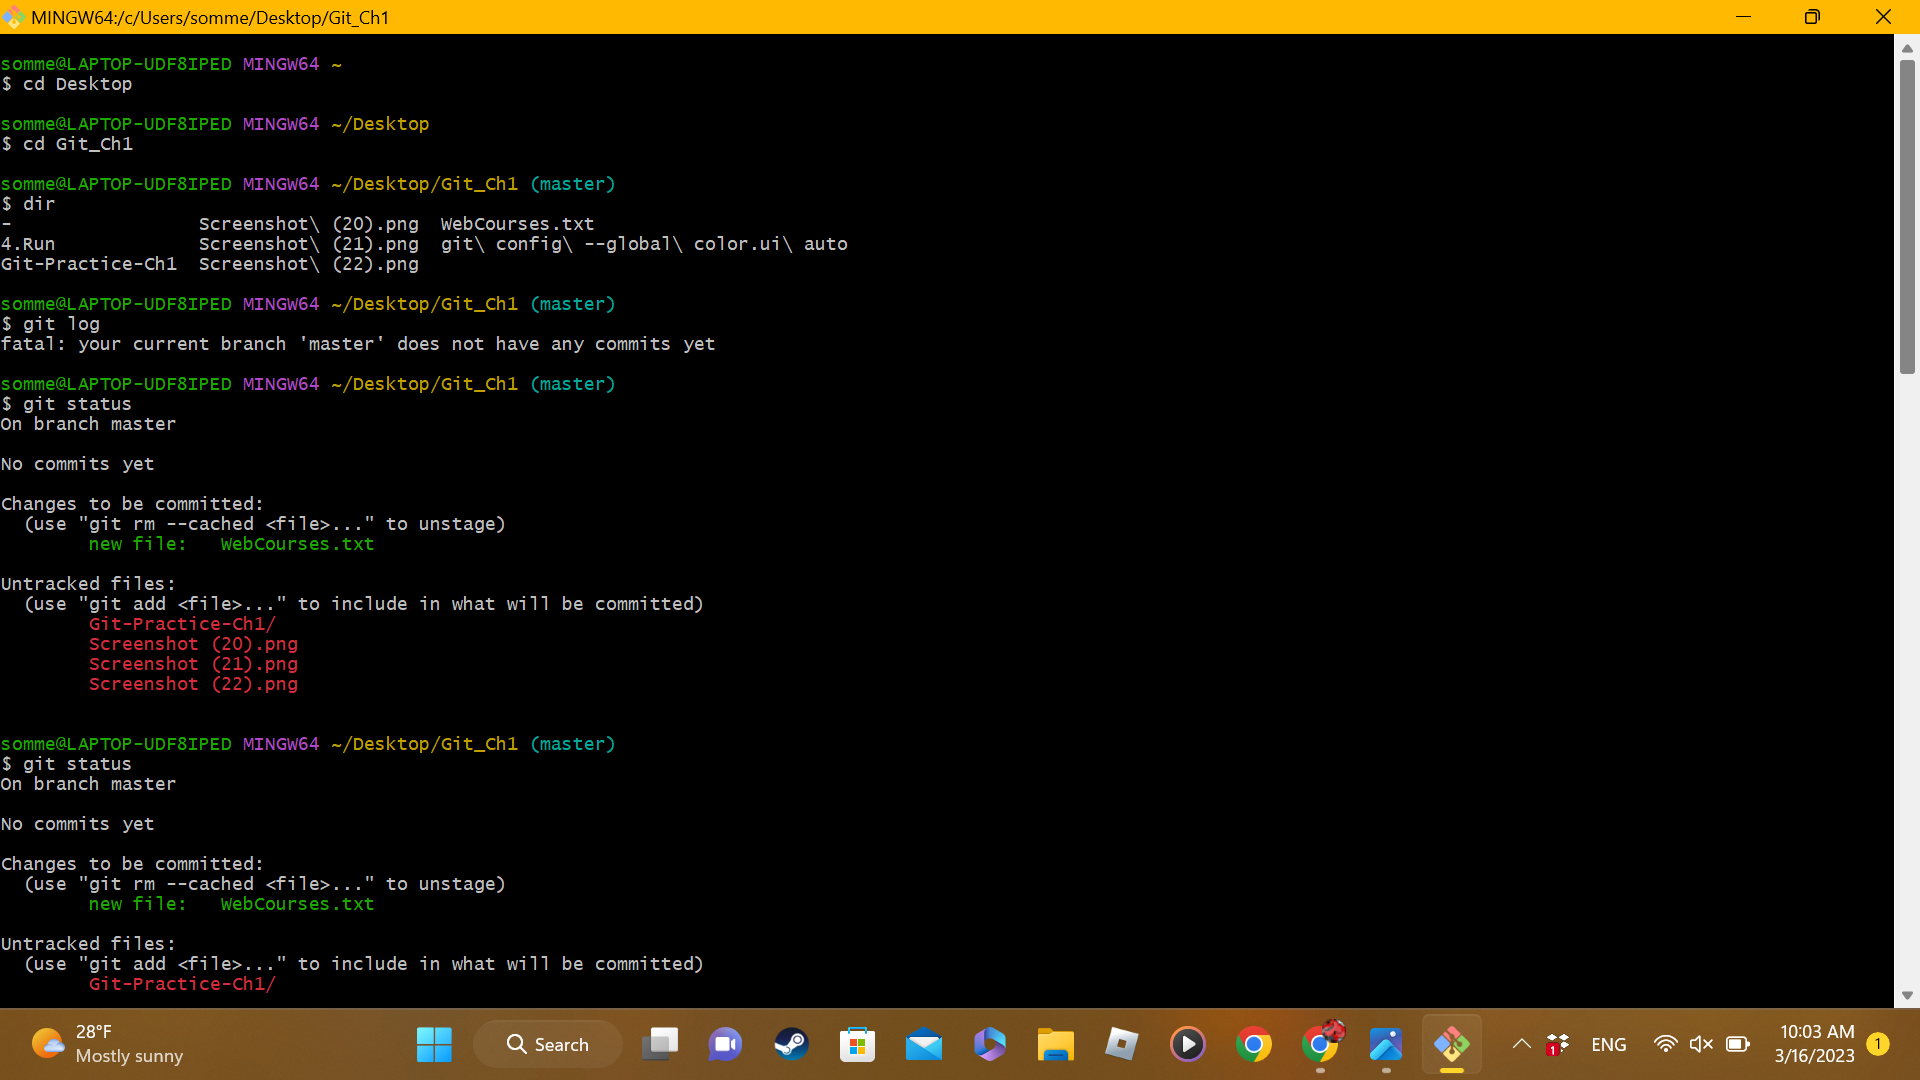 MINGW64:/c/Users/somme/Desktop/Git_Ch1
somme@LAPTOP-UDF8IPED MINGW64 ~
$ cd Desktop
somme@LAPTOP-UDF8IPED MINGW64 ~/Desktop
$ cd Git_Ch1
somme@LAPTOP-UDF8IPED MINGW64 ~/Desktop/Git_Ch1 (master)
$ dir
-                 Screenshot\ (20).png  WebCourses.txt
4.Run             Screenshot\ (21).png  git\ config\ --global\ color.ui\ auto
Git-Practice-Ch1  Screenshot\ (22).png
somme@LAPTOP-UDF8IPED MINGW64 ~/Desktop/Git_Ch1 (master)
$ git log
fatal: your current branch 'master' does not have any commits yet
somme@LAPTOP-UDF8IPED MINGW64 ~/Desktop/Git_Ch1 (master)
$ git status
On branch master
No commits yet
Changes to be committed:
  (use "git rm --cached <file>..." to unstage)
        new file:   WebCourses.txt
Untracked files:
  (use "git add <file>..." to include in what will be committed)
        Git-Practice-Ch1/
        Screenshot (20).png
        Screenshot (21).png
        Screenshot (22).png
somme@LAPTOP-UDF8IPED MINGW64 ~/Desktop/Git_Ch1 (master)
$ git status
On branch master
No commits yet
Changes to be committed:
  (use "git rm --cached <file>..." to unstage)
        new file:   WebCourses.txt
Untracked files:
  (use "git add <file>..." to include in what will be committed)
        Git-Practice-Ch1/
28°F
Mostly sunny
Search
1
ENG
10:03 AM
3/16/2023
1